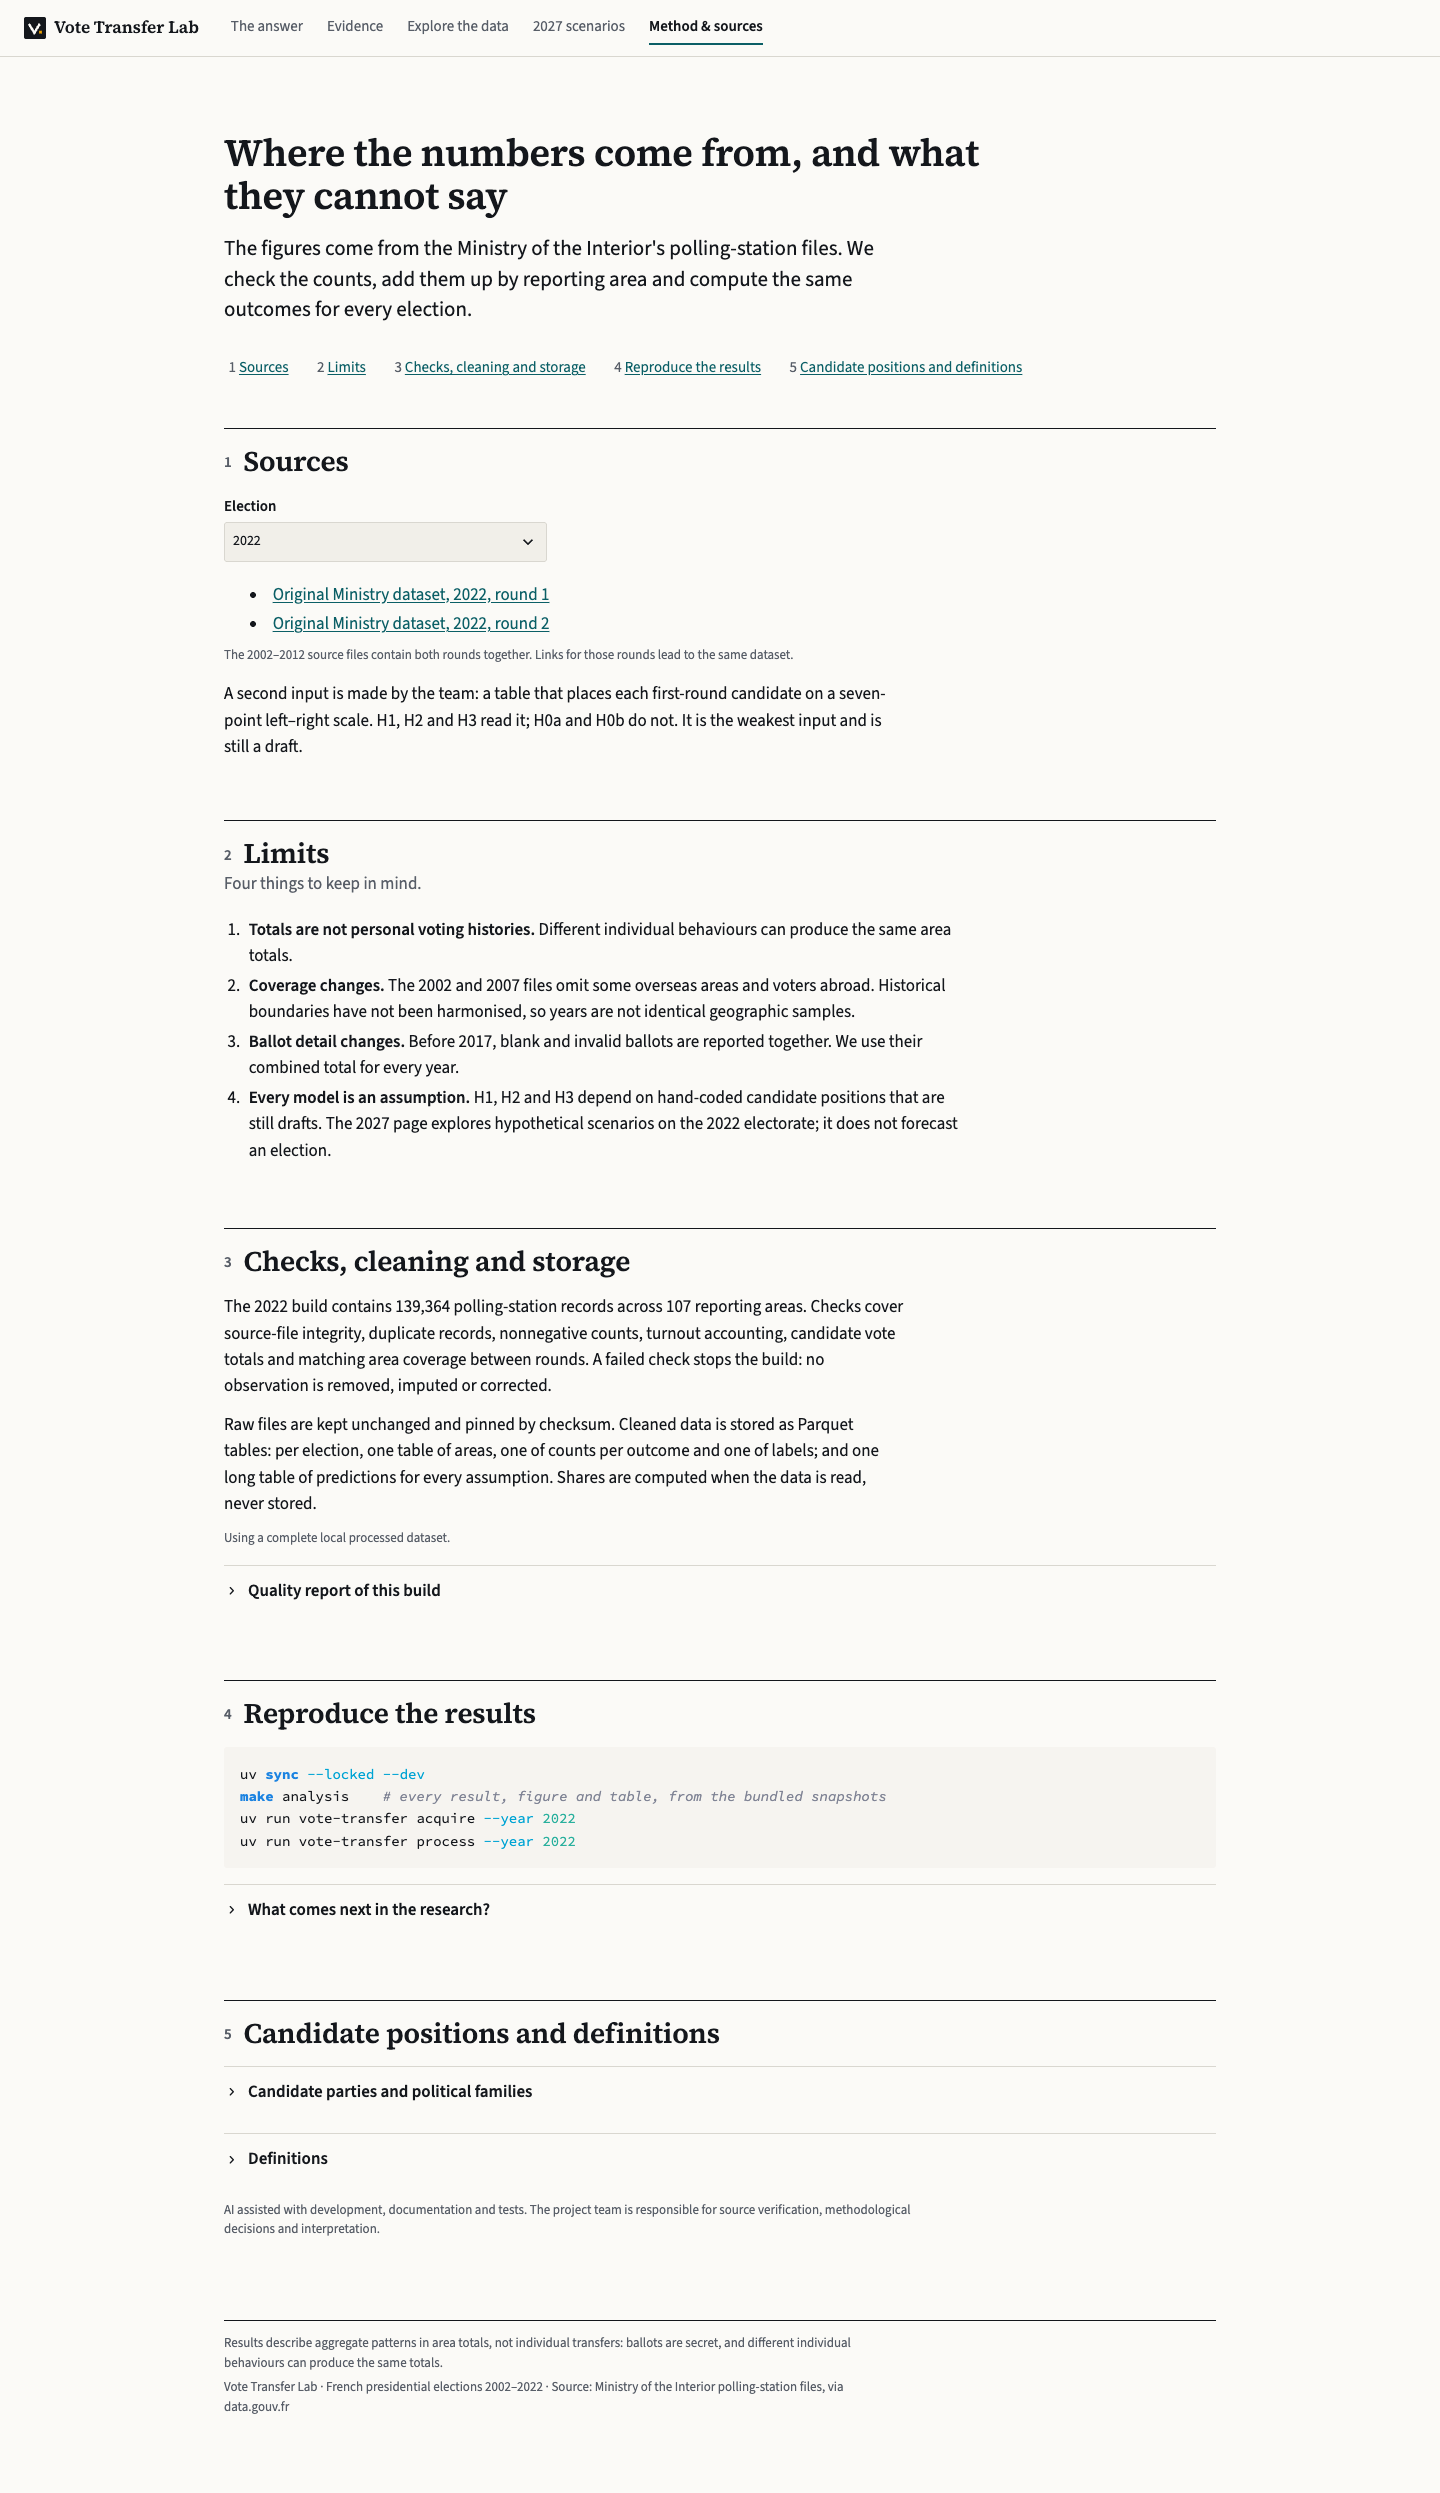 Vote Transfer Lab The answer Evidence Explore the data 2027 scenarios Method & sources
Where the numbers come from, and what
they cannot say
The figures come from the Ministry of the Interior's polling-station files. We
check the counts, add them up by reporting area and compute the same
outcomes for every election.
1 Sources 2 Limits 3 Checks, cleaning and storage 4 Reproduce the results 5 Candidate positions and definitions
1 Sources
Election
2022
• Original Ministry dataset, 2022, round 1
• Original Ministry dataset, 2022, round 2
The 2002–2012 source files contain both rounds together. Links for those rounds lead to the same dataset.
A second input is made by the team: a table that places each first-round candidate on a seven-
point left–right scale. H1, H2 and H3 read it; H0a and H0b do not. It is the weakest input and is
still a draft.
2 Limits
Four things to keep in mind.
1. Totals are not personal voting histories. Different individual behaviours can produce the same area
totals.
2. Coverage changes. The 2002 and 2007 files omit some overseas areas and voters abroad. Historical
boundaries have not been harmonised, so years are not identical geographic samples.
3. Ballot detail changes. Before 2017, blank and invalid ballots are reported together. We use their
combined total for every year.
4. Every model is an assumption. H1, H2 and H3 depend on hand-coded candidate positions that are
still drafts. The 2027 page explores hypothetical scenarios on the 2022 electorate; it does not forecast
an election.
3 Checks, cleaning and storage
The 2022 build contains 139,364 polling-station records across 107 reporting areas. Checks cover
source-file integrity, duplicate records, nonnegative counts, turnout accounting, candidate vote
totals and matching area coverage between rounds. A failed check stops the build: no
observation is removed, imputed or corrected.
Raw files are kept unchanged and pinned by checksum. Cleaned data is stored as Parquet
tables: per election, one table of areas, one of counts per outcome and one of labels; and one
long table of predictions for every assumption. Shares are computed when the data is read,
never stored.
Using a complete local processed dataset.
Quality report of this build
4 Reproduce the results
uv sync --locked --dev
make analysis    # every result, figure and table, from the bundled snapshots
uv run vote-transfer acquire --year 2022
uv run vote-transfer process --year 2022
What comes next in the research?
5 Candidate positions and definitions
Candidate parties and political families
Definitions
AI assisted with development, documentation and tests. The project team is responsible for source verification, methodological
decisions and interpretation.
Results describe aggregate patterns in area totals, not individual transfers: ballots are secret, and different individual
behaviours can produce the same totals.
Vote Transfer Lab · French presidential elections 2002–2022 · Source: Ministry of the Interior polling-station files, via
data.gouv.fr